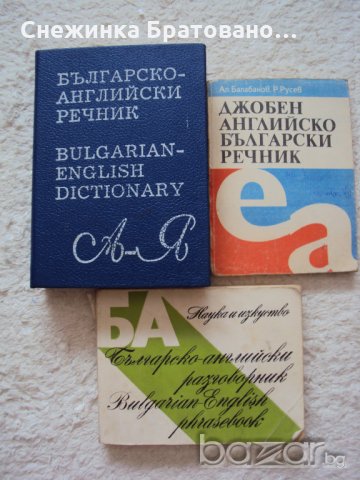 Снежинка Братовано...
БЪЛГАРСКО-
АНГЛИЙСКИ
РЕЧНИК
BULGARIAN-
ENGLISH
DICTIONARY
А-Я
Ал. Балабанов, Р. Русев
ДЖОБЕН
АНГЛИЙСКО
БЪЛГАРСКИ
РЕЧНИК
еа
БА
Наука и изкуство
Българско-английски
разговорник
Bulgarian-English
phrasebook
bazar.bg